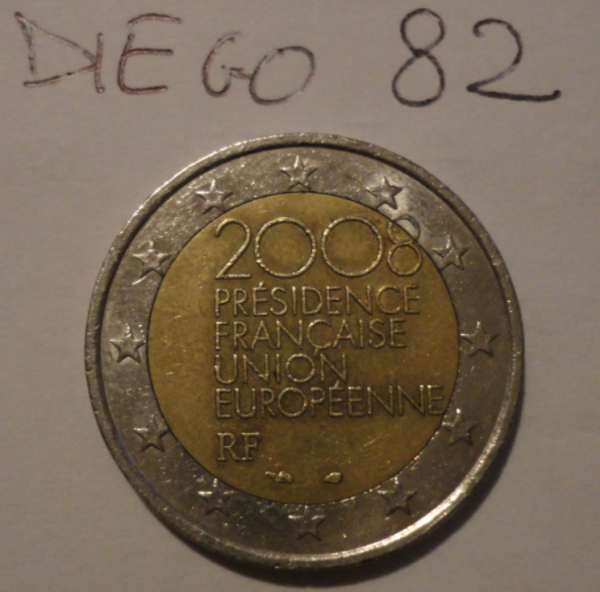 DIEGO 82
2008
PRÉSIDENCE
FRANÇAISE
UNION
EUROPÉENNE
RF